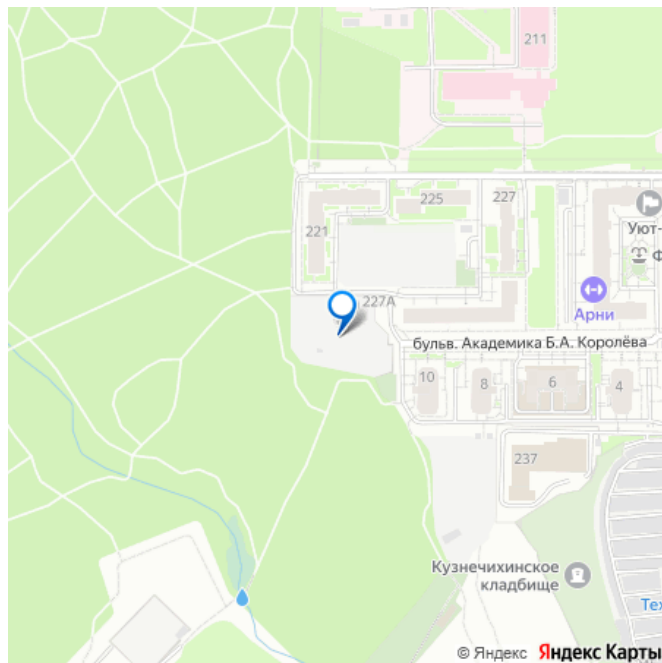 211
225
227
221
Уют-
Ф
227А
Арни
бульв. Академика Б.А. Королёва
10
8
6
4
237
Кузнечихинское
кладбище
Тех
© Яндекс Яндекс Карты